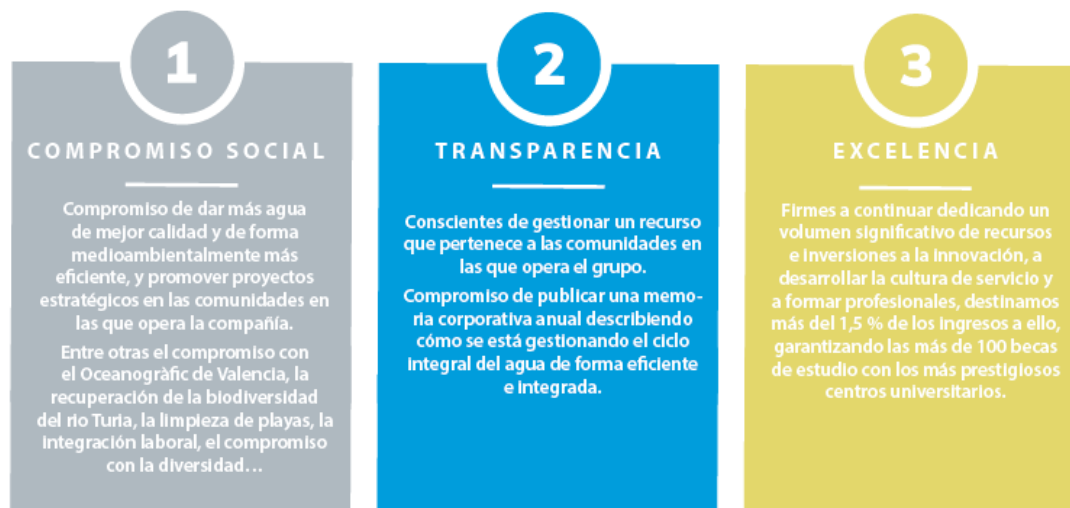 1
COMPROMISO SOCIAL
Compromiso de dar más agua
de mejor calidad y de forma
medioambientalmente más
eficiente, y promover proyectos
estratégicos en las comunidades en
las que opera la compañía.
Entre otras el compromiso con
el Oceanogràfic de Valencia, la
recuperación de la biodiversidad
del rio Turia, la limpieza de playas, la
integración laboral, el compromiso
con la diversidad...
2
TRANSPARENCIA
Conscientes de gestionar un recurso
que pertenece a las comunidades en
las que opera el grupo.
Compromiso de publicar una memo-
ria corporativa anual describiendo
cómo se está gestionando el ciclo
integral del agua de forma eficiente
e integrada.
3
EXCELENCIA
Firmes a continuar dedicando un
volumen significativo de recursos
e inversiones a la innovación, a
desarrollar la cultura de servicio y
a formar profesionales, destinamos
más del 1,5 % de los ingresos a ello,
garantizando las más de 100 becas
de estudio con los más prestigiosos
centros universitarios.